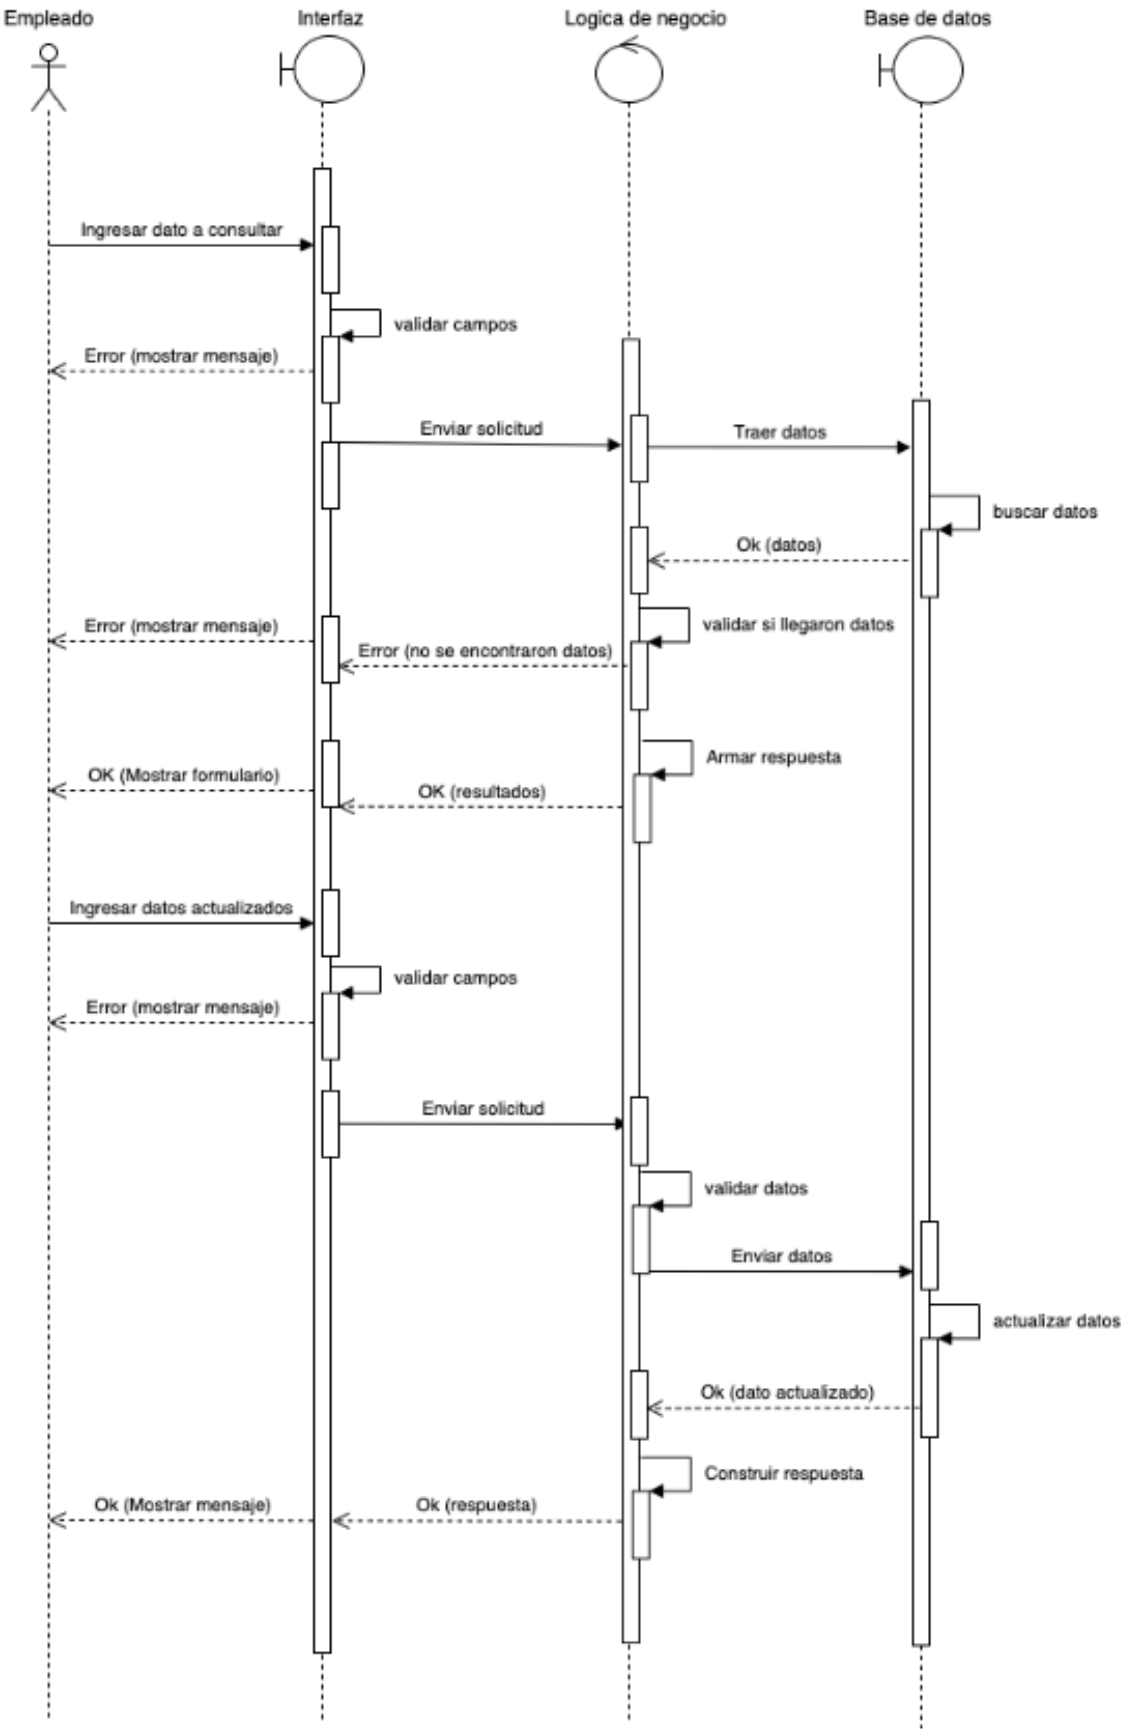 Empleado
Interfaz
Logica de negocio
Base de datos
Ingresar dato a consultar
validar campos
Error (mostrar mensaje)
Enviar solicitud
Traer datos
buscar datos
Ok (datos)
validar si llegaron datos
Error (mostrar mensaje)
Error (no se encontraron datos)
Armar respuesta
OK (Mostrar formulario)
OK (resultados)
Ingresar datos actualizados
validar campos
Error (mostrar mensaje)
Enviar solicitud
validar datos
Enviar datos
actualizar datos
Ok (dato actualizado)
Construir respuesta
Ok (Mostrar mensaje)
Ok (respuesta)